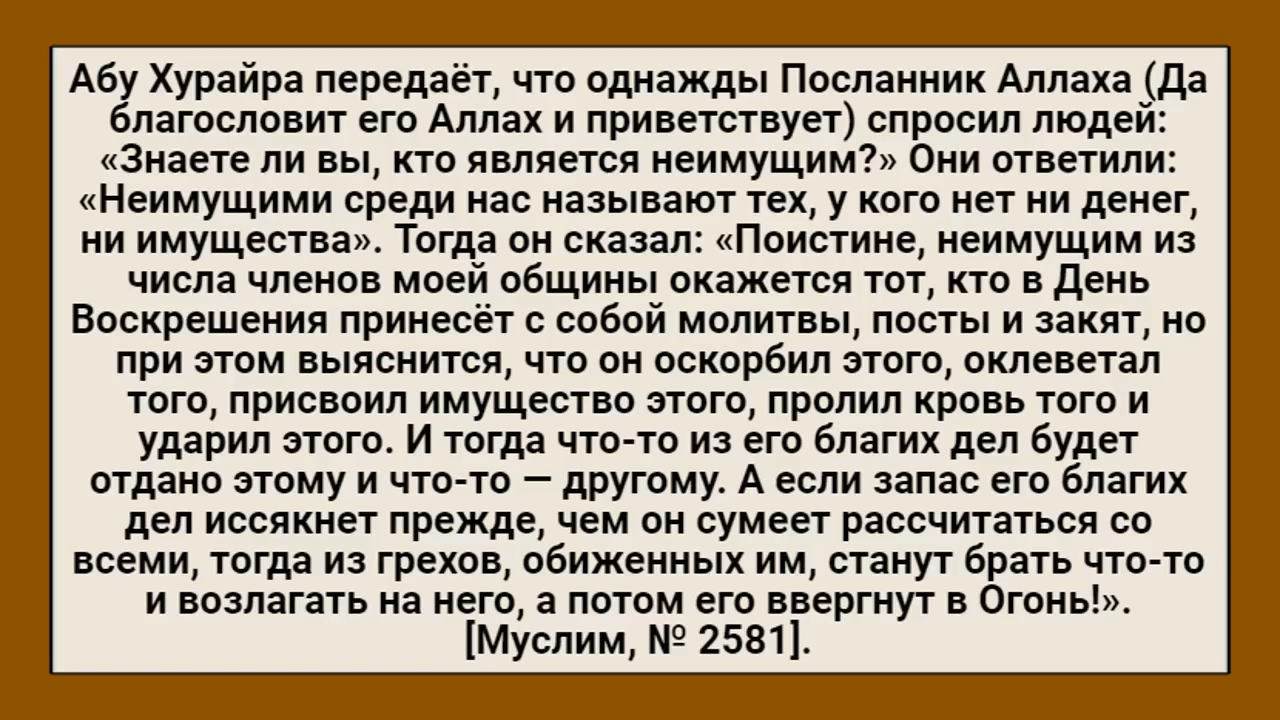 Абу Хурайра передаёт, что однажды Посланник Аллаха (Да
благословит его Аллах и приветствует) спросил людей:
«Знаете ли вы, кто является неимущим?» Они ответили:
«Неимущими среди нас называют тех, у кого нет ни денег,
ни имущества». Тогда он сказал: «Поистине, неимущим из
числа членов моей общины окажется тот, кто в День
Воскрешения принесёт с собой молитвы, посты и закят, но
при этом выяснится, что он оскорбил этого, оклеветал
того, присвоил имущество этого, пролил кровь того и
ударил этого. И тогда что-то из его благих дел будет
отдано этому и что-то — другому. А если запас его благих
дел иссякнет прежде, чем он сумеет рассчитаться со
всеми, тогда из грехов, обиженных им, станут брать что-то
и возлагать на него, а потом его ввергнут в Огонь!».
[Муслим, № 2581].